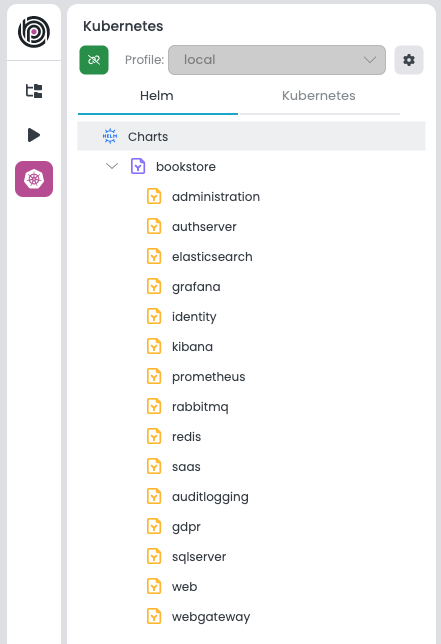 Kubernetes
Profile: local
Helm Kubernetes
HELM Charts
bookstore
administration
authserver
elasticsearch
grafana
identity
kibana
prometheus
rabbitmq
redis
saas
auditlogging
gdpr
sqlserver
web
webgateway